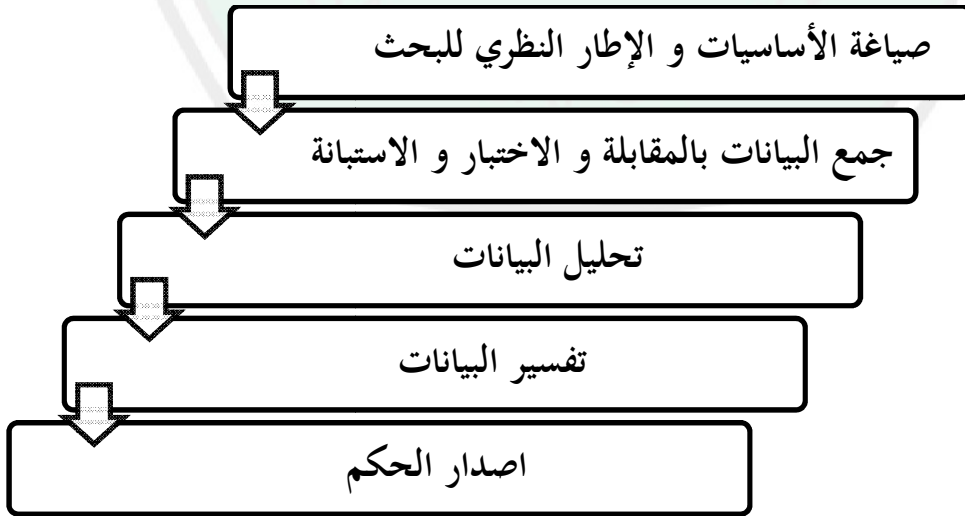 صياغة الأساسيات و الإطار النظري للبحث
جمع البيانات بالمقابلة و الاختبار و الاستبانة
تحليل البيانات
تفسير البيانات
اصدار الحكم